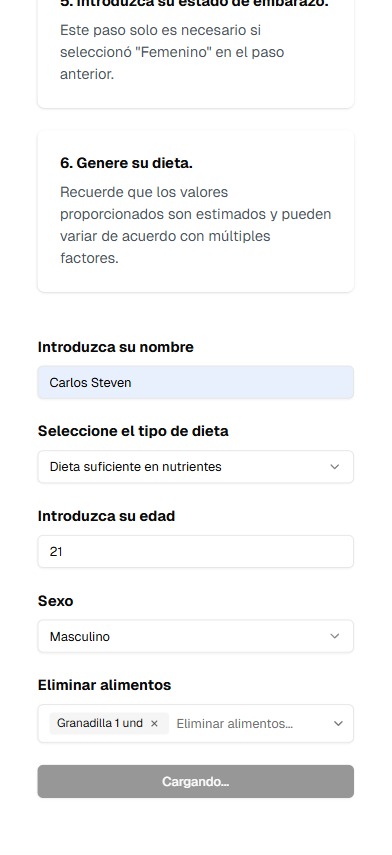 5. Introduzca su estado de embarazo.
Este paso solo es necesario si
seleccionó "Femenino" en el paso
anterior.
6. Genere su dieta.
Recuerde que los valores
proporcionados son estimados y pueden
variar de acuerdo con múltiples
factores.
Introduzca su nombre
Carlos Steven
Seleccione el tipo de dieta
Dieta suficiente en nutrientes
Introduzca su edad
21
Sexo
Masculino
Eliminar alimentos
Granadilla 1 und × Eliminar alimentos...
Cargando...